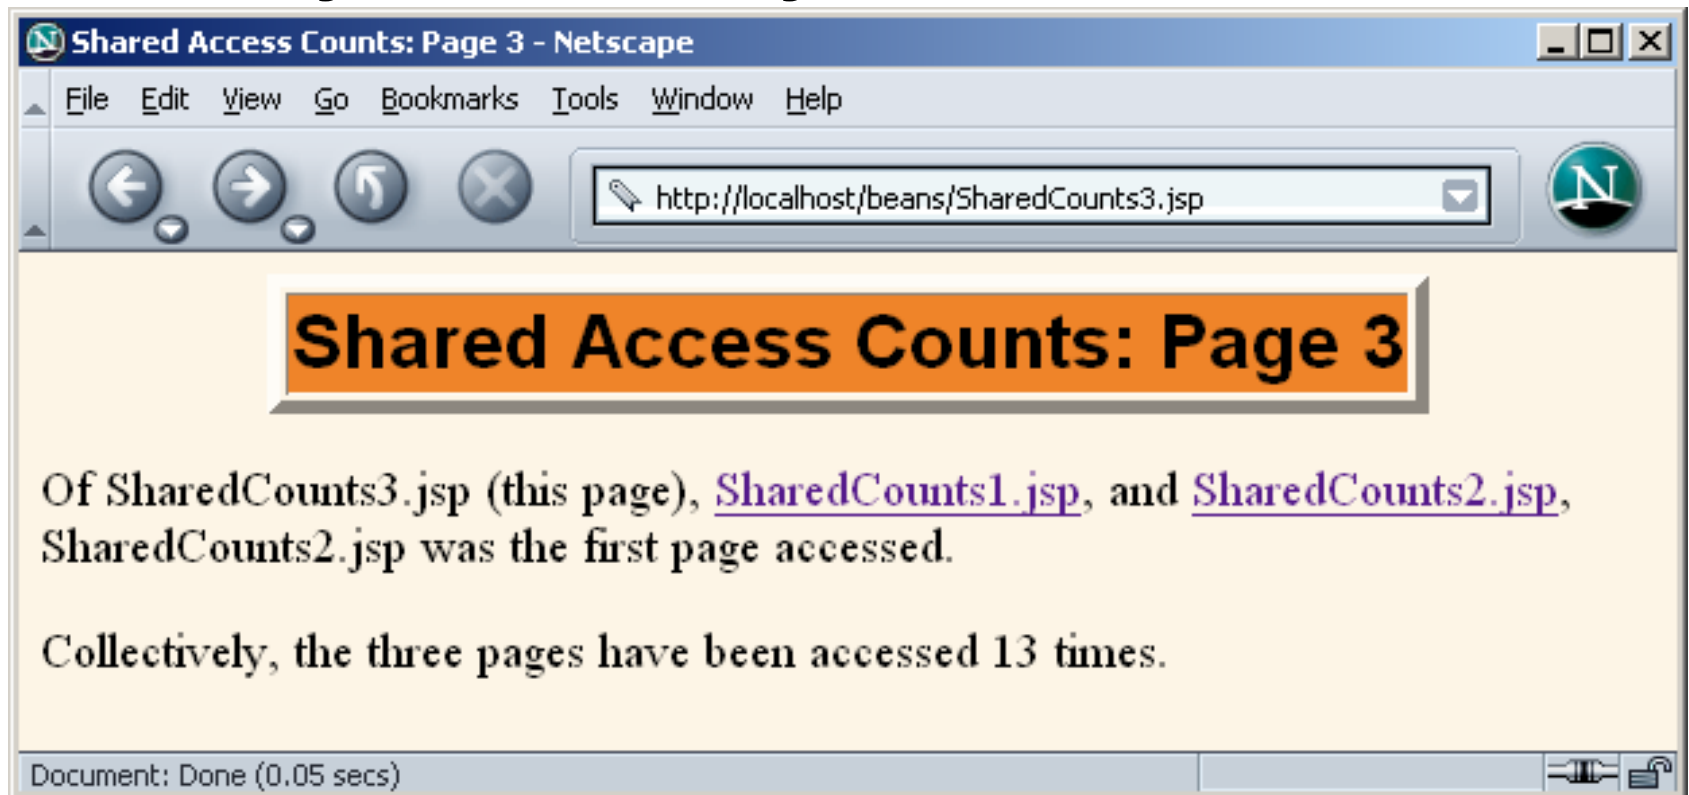 Shared Access Counts: Page 3 - Netscape
File Edit View Go Bookmarks Tools Window Help
http://localhost/beans/SharedCounts3.jsp
N
Shared Access Counts: Page 3
Of SharedCounts3.jsp (this page), SharedCounts1.jsp, and SharedCounts2.jsp,
SharedCounts2.jsp was the first page accessed.
Collectively, the three pages have been accessed 13 times.
Document: Done (0.05 secs)